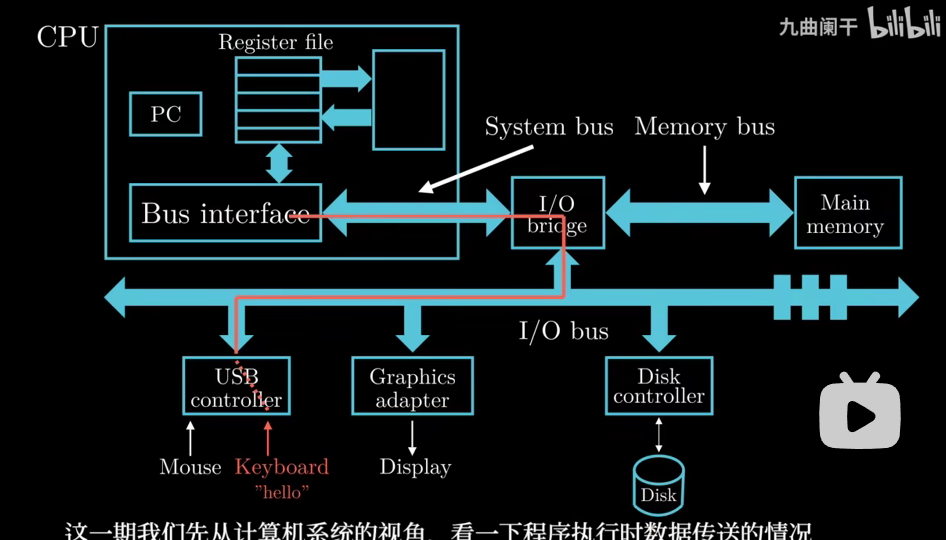 九曲阑干 bilibili
CPU
Register file
PC
System bus
Memory bus
Bus interface
I/O
bridge
Main
memory
I/O bus
USB
controller
Graphics
adapter
Disk
controller
Mouse
Keyboard
"hello"
Display
Disk
这一期我们先从计算机系统的视角，看一下程序执行时数据传送的情况